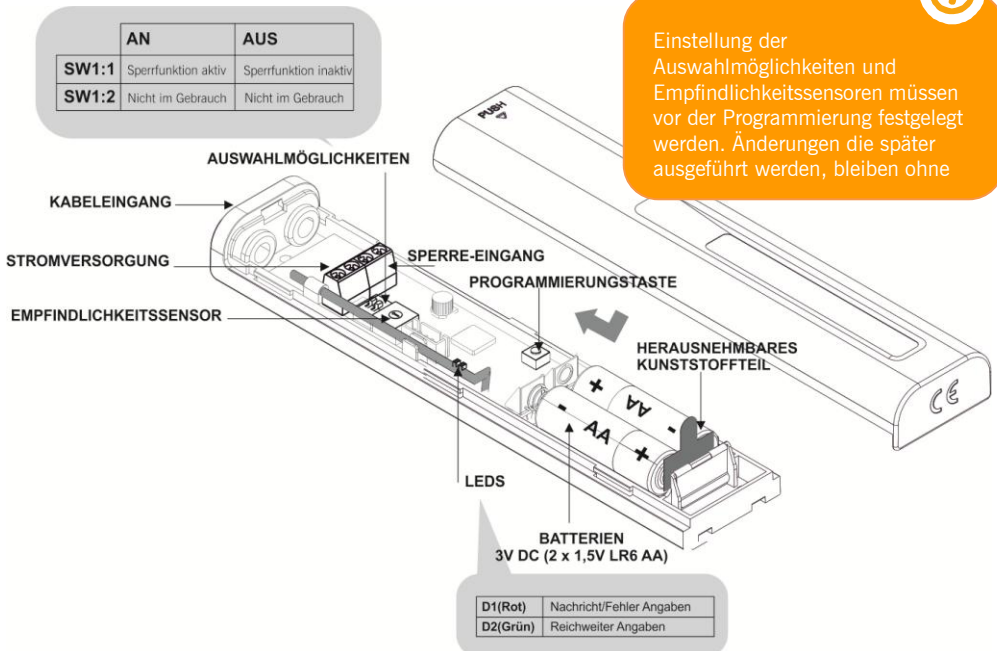 AN AUS
SW1:1 Sperrfunktion aktiv Sperrfunktion inaktiv
SW1:2 Nicht im Gebrauch Nicht im Gebrauch
Einstellung der
Auswahlmöglichkeiten und
Empfindlichkeitssensoren müssen
vor der Programmierung festgelegt
werden. Änderungen die später
ausgeführt werden, bleiben ohne
PUSH
AUSWAHLMÖGLICHKEITEN
KABELEINGANG
STROMVERSORGUNG
SPERRE-EINGANG
PROGRAMMIERUNGSTASTE
EMPFINDLICHKEITSSENSOR
HERAUSNEHMBARES
KUNSTSTOFFTEIL
CE
+ AA -
- AA +
LEDS
BATTERIEN
3V DC (2 x 1,5V LR6 AA)
D1(Rot) Nachricht/Fehler Angaben
D2(Grün) Reichweiter Angaben